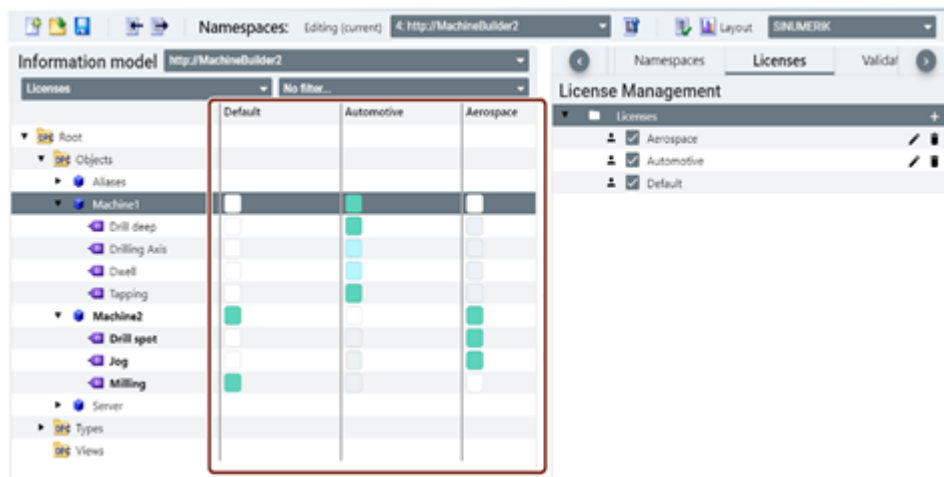 Namespaces: Editing (current) 4: http://MachineBuilder2 Layout SINUMERIK
Information model http://MachineBuilder2
Licenses No filter...
Default Automotive Aerospace
Root
Objects
Aliases
Machine1
Drill deep
Drilling Axis
Dwell
Tapping
Machine2
Drill spot
Jog
Milling
Server
Types
Views
Namespaces Licenses Validat
License Management
Licenses
Aerospace
Automotive
Default